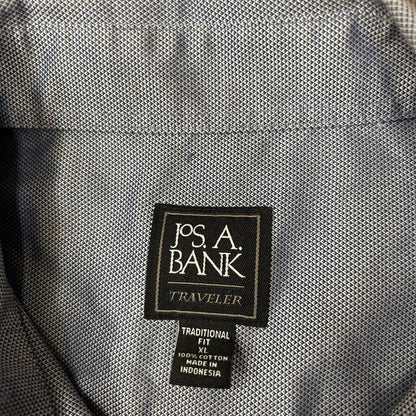 JoS. A.
BANK
TRAVELER
TRADITIONAL
FIT
XL
100% COTTON
MADE IN
INDONESIA